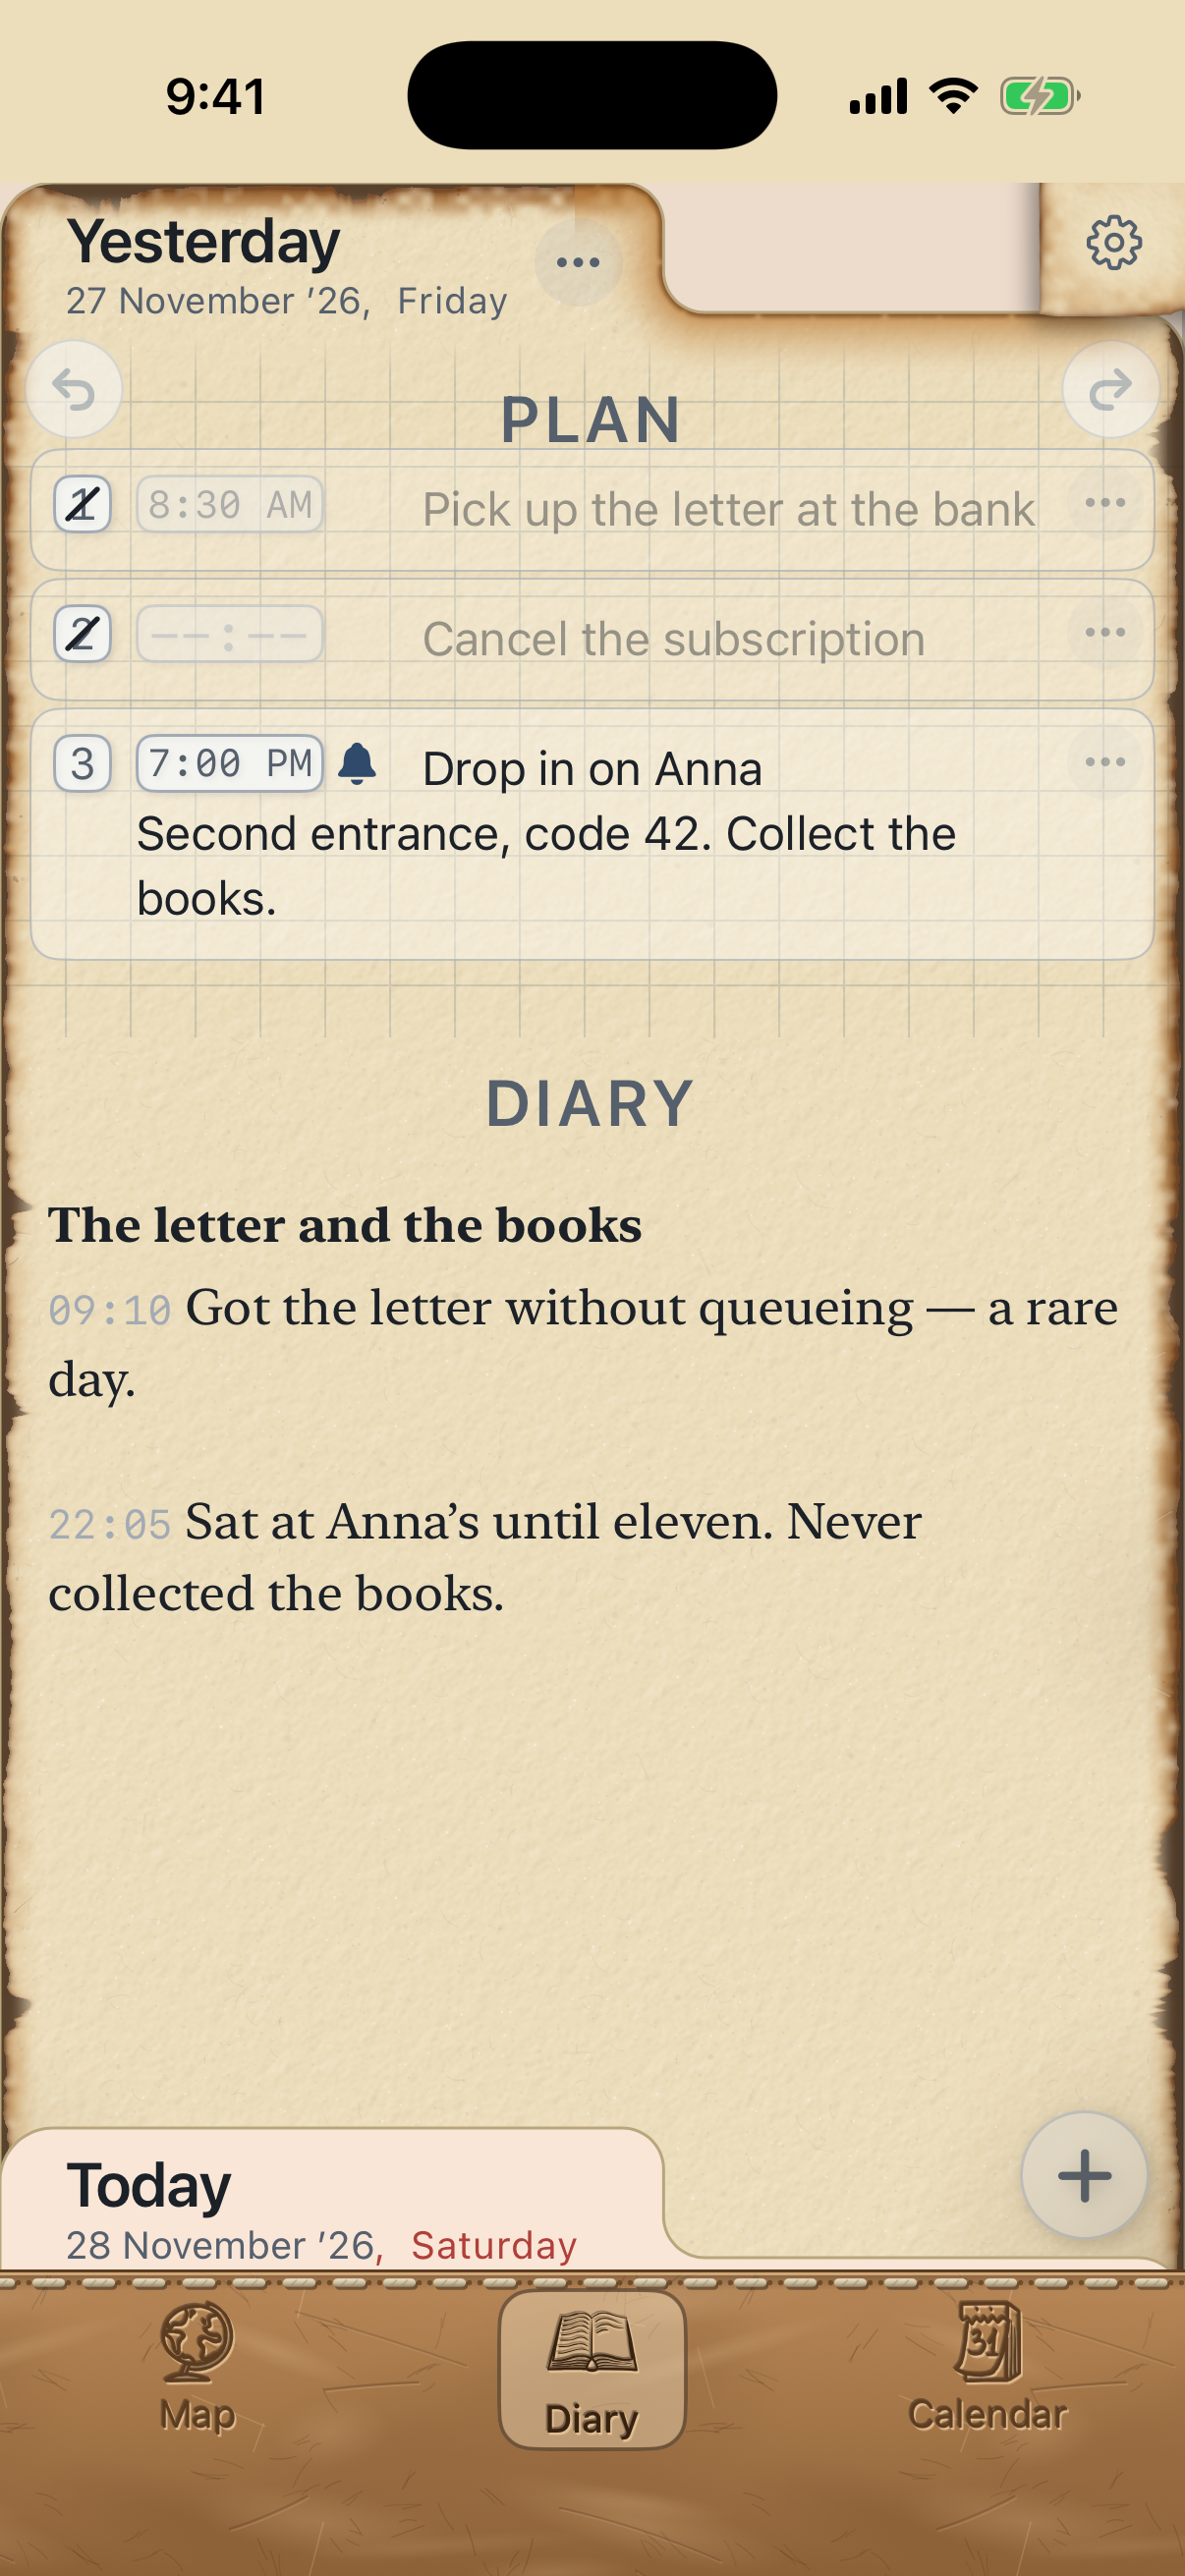 9:41
Yesterday
27 November ’26, Friday
PLAN
1 8:30 AM Pick up the letter at the bank
2 --:-- Cancel the subscription
3 7:00 PM Drop in on Anna
Second entrance, code 42. Collect the
books.
DIARY
The letter and the books
09:10 Got the letter without queueing — a rare
day.
22:05 Sat at Anna’s until eleven. Never
collected the books.
Today
28 November ’26, Saturday
31
Map
Diary
Calendar